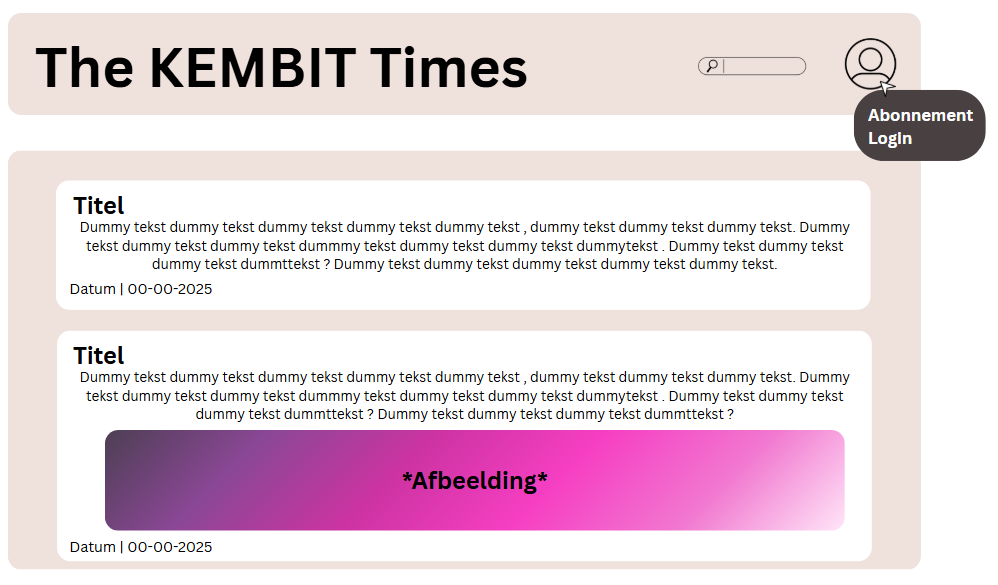 The KEMBIT Times
Abonnement
Login
Titel
Dummy tekst dummy tekst dummy tekst dummy tekst dummy tekst , dummy tekst dummy tekst dummy tekst. Dummy
tekst dummy tekst dummy tekst dummmy tekst dummy tekst dummy tekst dummytekst . Dummy tekst dummy tekst
dummy tekst dummttekst ? Dummy tekst dummy tekst dummy tekst dummy tekst dummy tekst.
Datum | 00-00-2025
Titel
Dummy tekst dummy tekst dummy tekst dummy tekst dummy tekst , dummy tekst dummy tekst dummy tekst. Dummy
tekst dummy tekst dummy tekst dummmy tekst dummy tekst dummy tekst dummytekst . Dummy tekst dummy tekst
dummy tekst dummttekst ? Dummy tekst dummy tekst dummy tekst dummttekst ?
*Afbeelding*
Datum | 00-00-2025